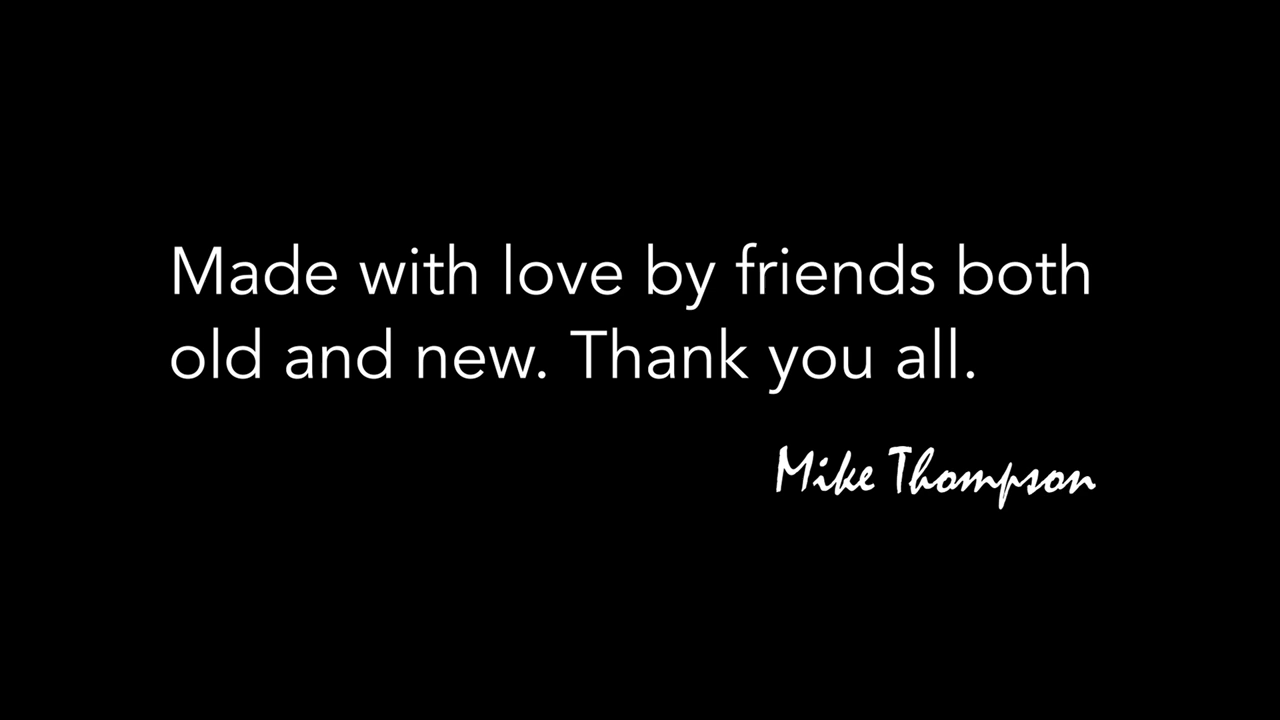 Made with love by friends both
old and new. Thank you all.
Mike Thompson